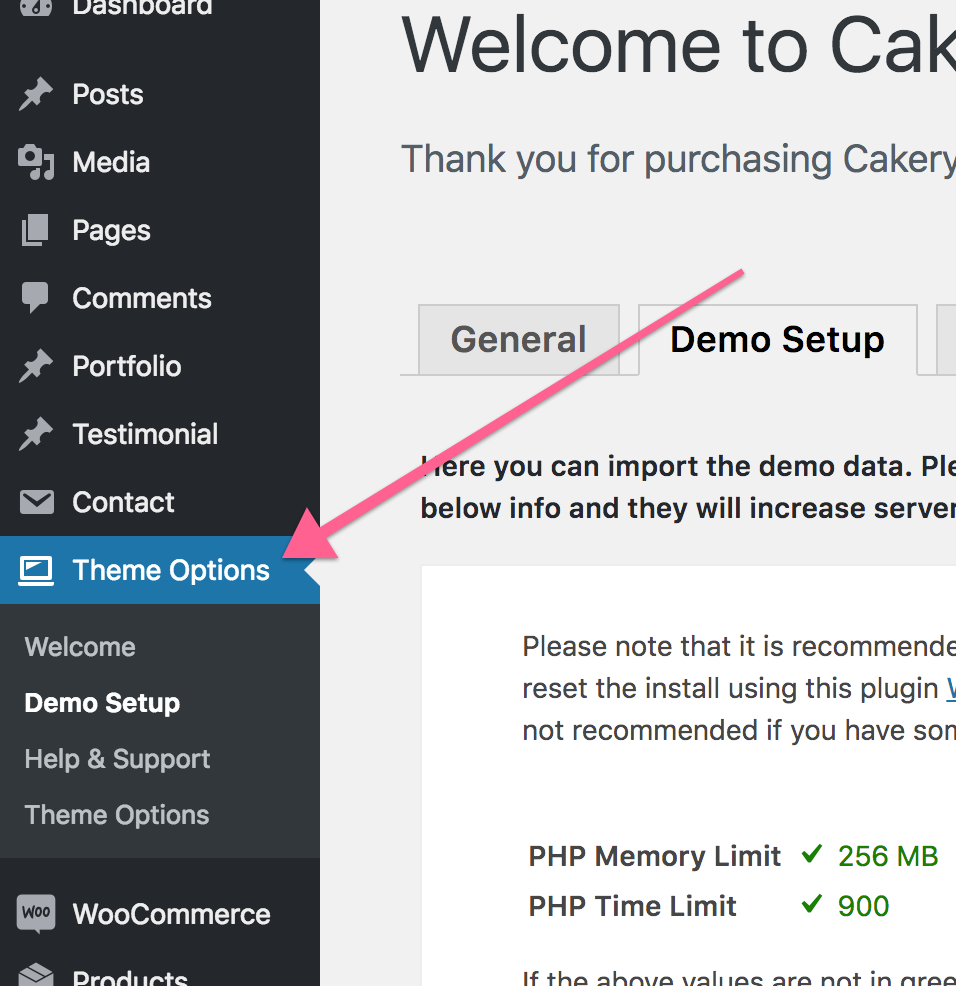 Dashboard
Posts
Media
Pages
Comments
Portfolio
Testimonial
Contact
Theme Options
Welcome
Demo Setup
Help & Support
Theme Options
Woo
WooCommerce
Products
Welcome to Cak
Thank you for purchasing Cakery
General
Demo Setup
Here you can import the demo data. Ple
below info and they will increase server
Please note that it is recommende
reset the install using this plugin W
not recommended if you have som
PHP Memory Limit ✓ 256 MB
PHP Time Limit ✓ 900
If the above values are not in gree